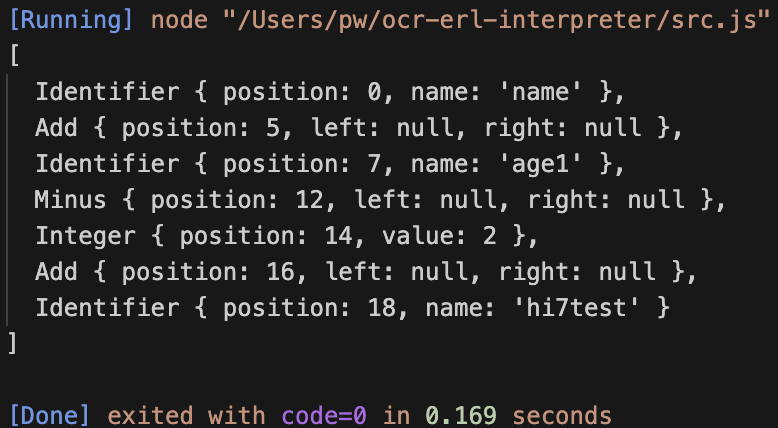 [Running] node "/Users/pw/ocr-erl-interpreter/src.js"
[
  Identifier { position: 0, name: 'name' },
  Add { position: 5, left: null, right: null },
  Identifier { position: 7, name: 'age1' },
  Minus { position: 12, left: null, right: null },
  Integer { position: 14, value: 2 },
  Add { position: 16, left: null, right: null },
  Identifier { position: 18, name: 'hi7test' }
]
[Done] exited with code=0 in 0.169 seconds